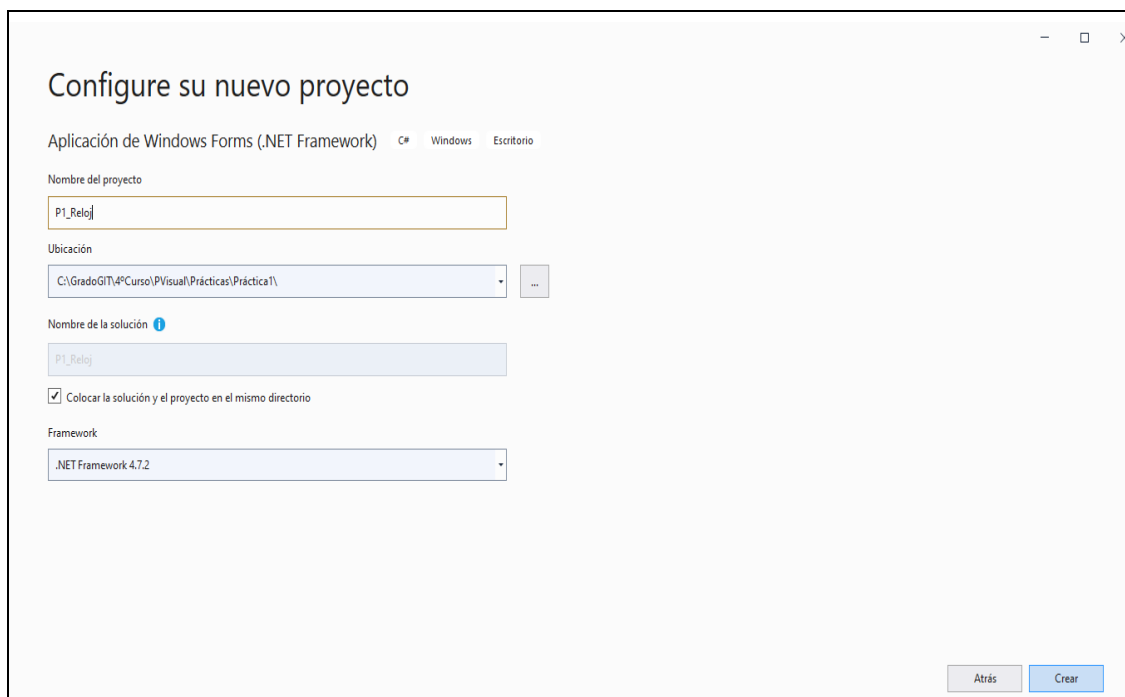 Configure su nuevo proyecto
Aplicación de Windows Forms (.NET Framework) C# Windows Escritorio
Nombre del proyecto
P1_Reloj
Ubicación
C:\GradoGIT\4ºCurso\PVisual\Prácticas\Práctica1\
...
Nombre de la solución i
P1_Reloj
Colocar la solución y el proyecto en el mismo directorio
Framework
.NET Framework 4.7.2
Atrás Crear